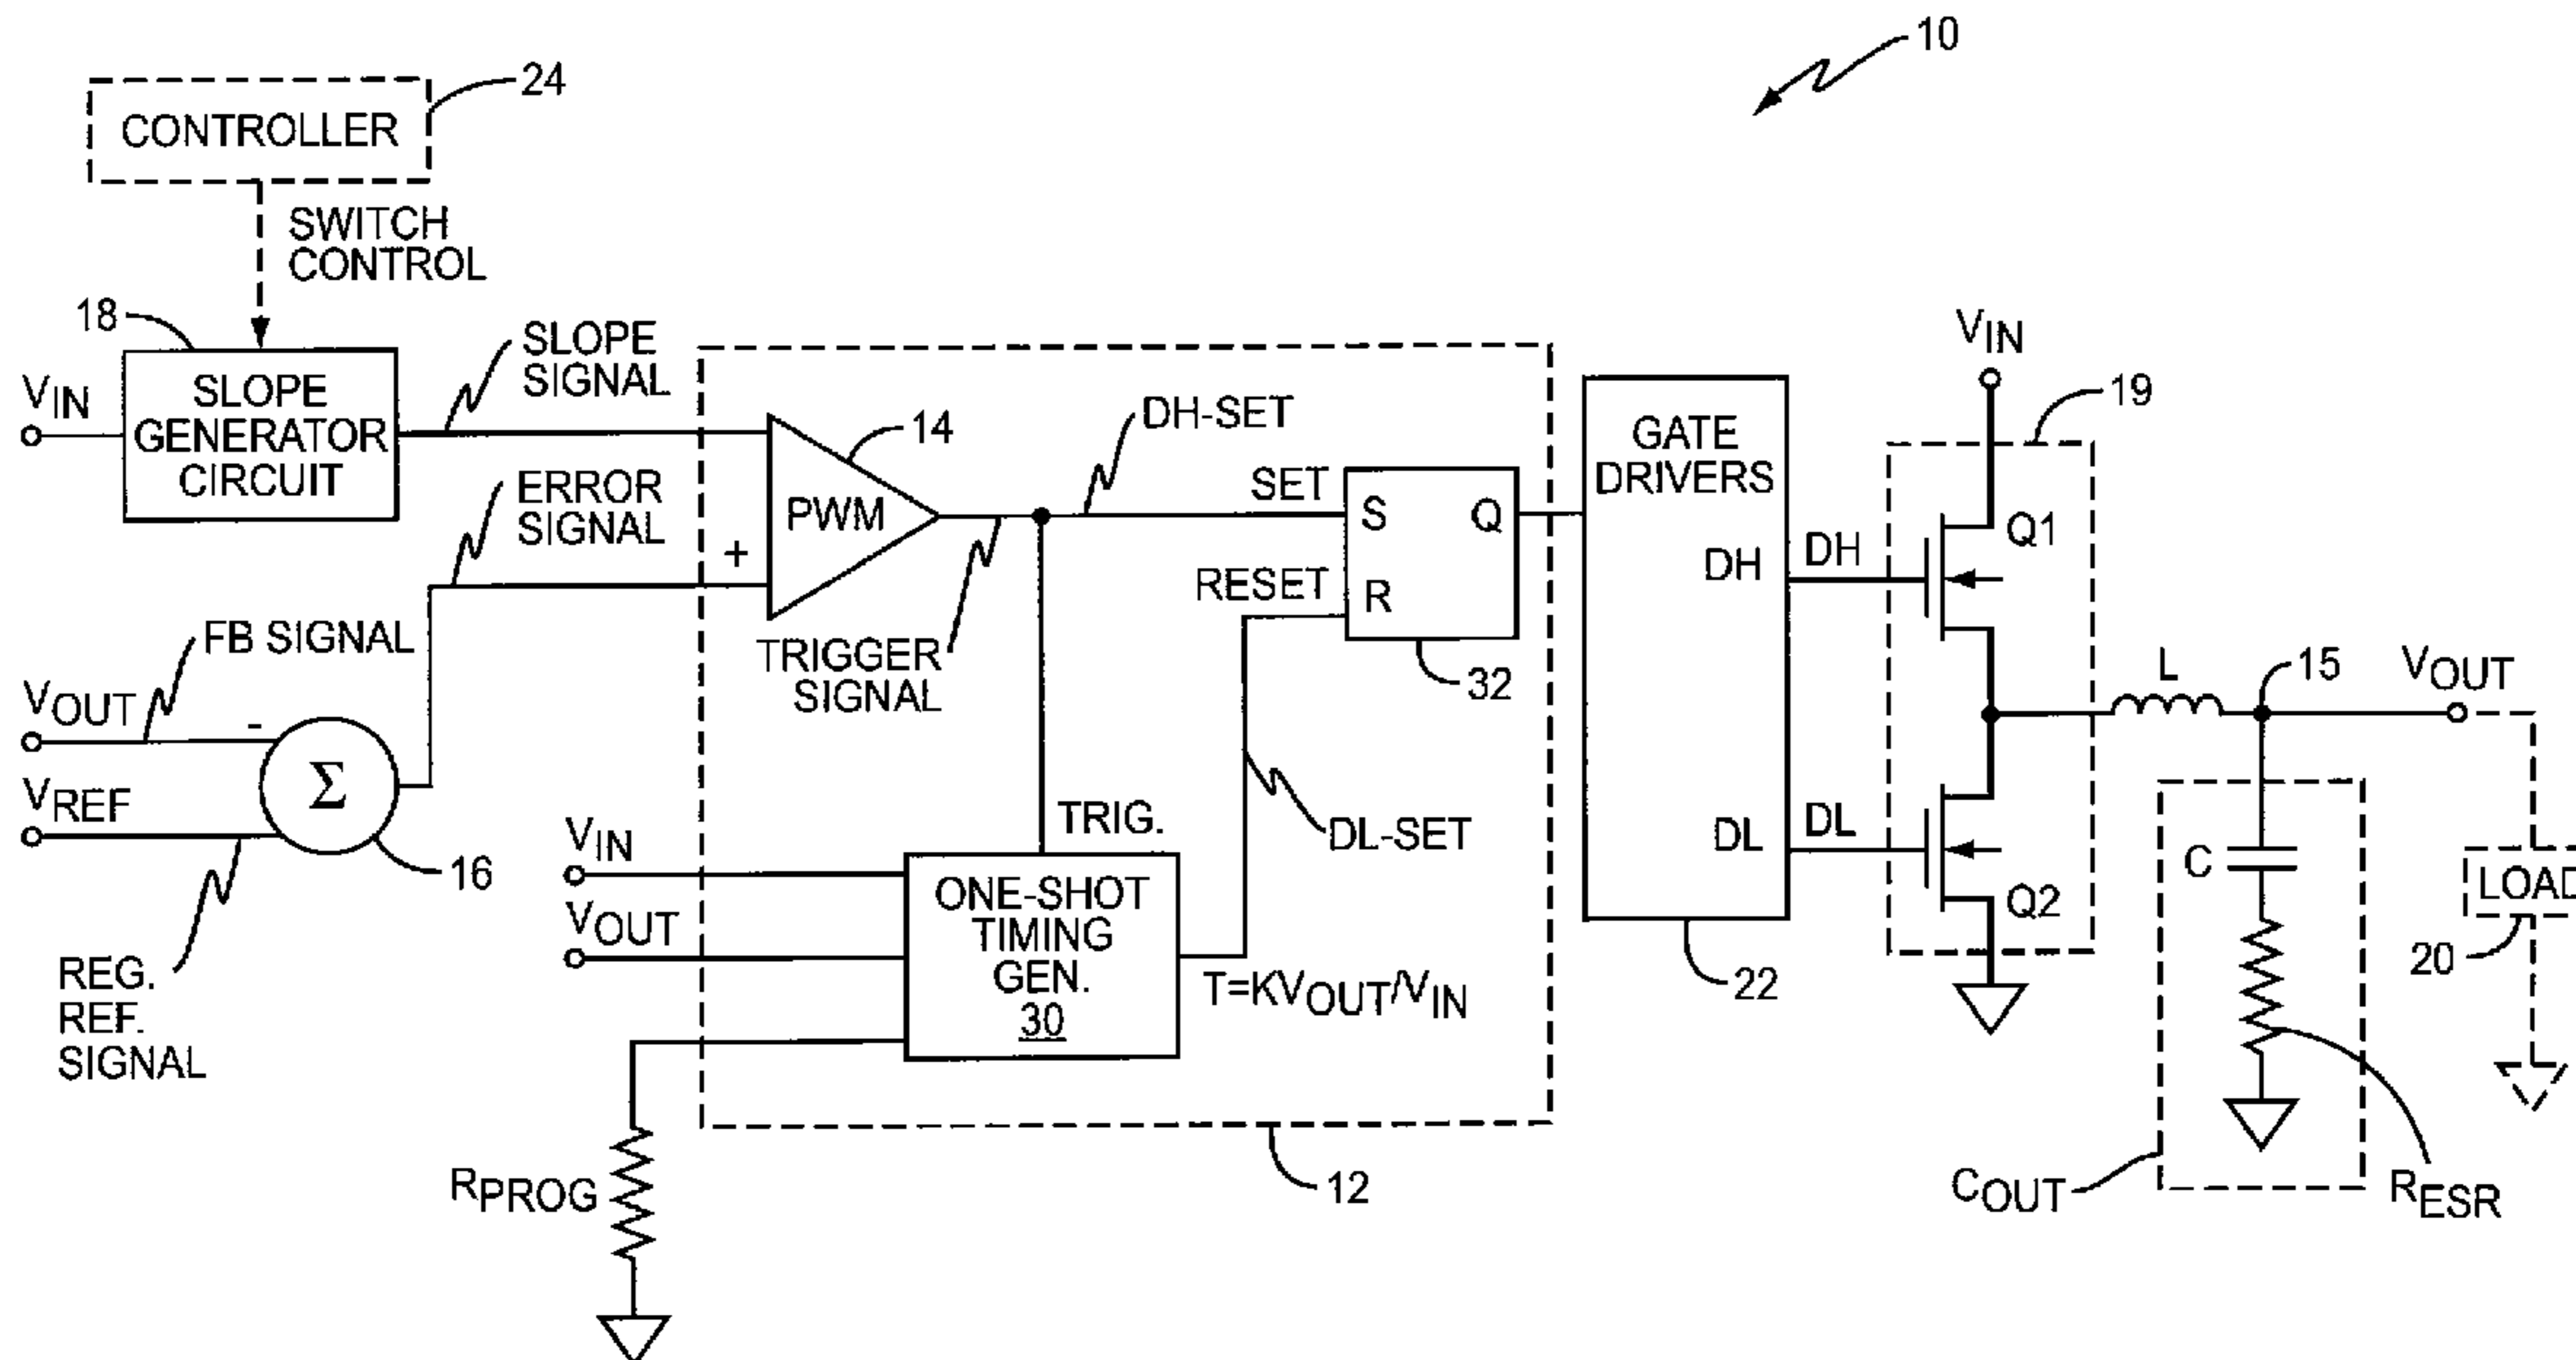 10
24
CONTROLLER
SWITCH
CONTROL
18
VIN
SLOPE
GENERATOR
CIRCUIT
SLOPE
SIGNAL
ERROR
SIGNAL
14
PWM
+
DH-SET
SET
RESET
S
R
Q
32
TRIGGER
SIGNAL
FB SIGNAL
VOUT
-
VREF
Σ
16
REG.
REF.
SIGNAL
VIN
VOUT
TRIG.
ONE-SHOT
TIMING
GEN.
30
DL-SET
T=KVOUT/VIN
RPROG
12
GATE
DRIVERS
DH
DL
22
DH
DL
VIN
19
Q1
Q2
L
15
VOUT
C
COUT
RESR
LOAD
20